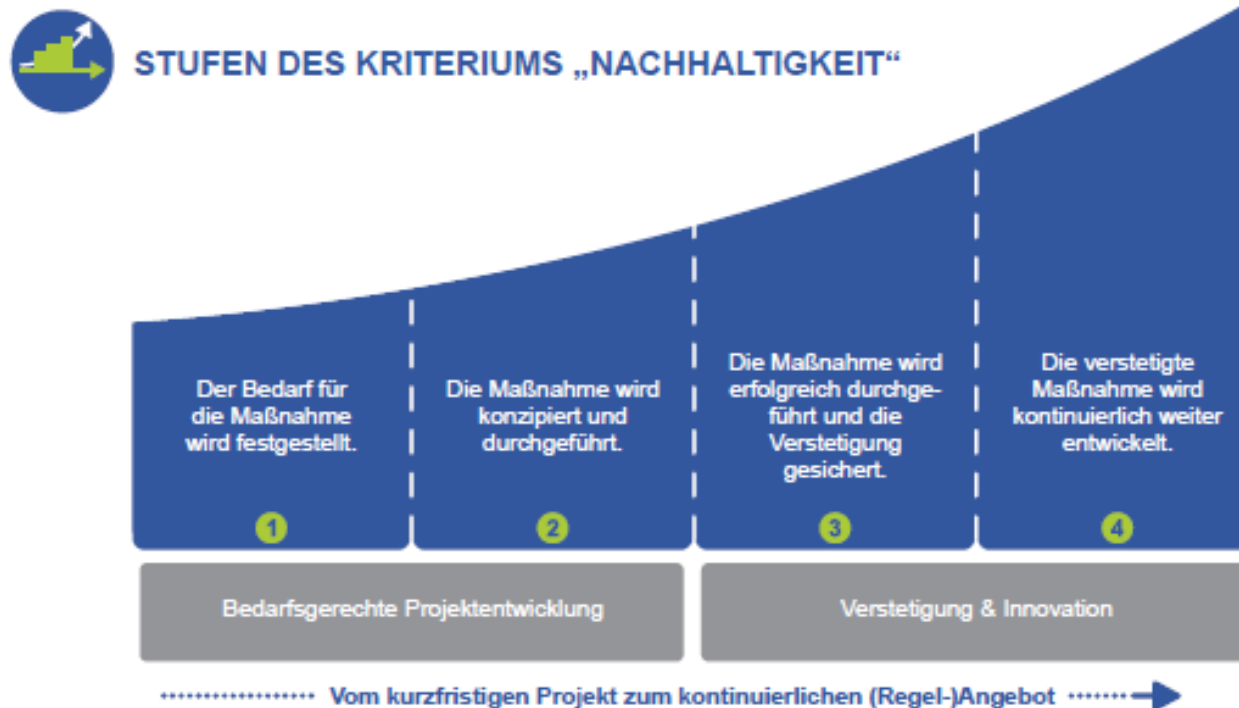 STUFEN DES KRITERIUMS „NACHHALTIGKEIT“
Der Bedarf für
die Maßnahme
wird festgestellt.
1
Die Maßnahme wird
konzipiert und
durchgeführt.
2
Die Maßnahme wird
erfolgreich durchge-
führt und die
Verstetigung
gesichert.
3
Die verstetigte
Maßnahme wird
kontinuierlich weiter
entwickelt.
4
Bedarfsgerechte Projektentwicklung
Verstetigung & Innovation
Vom kurzfristigen Projekt zum kontinuierlichen (Regel-)Angebot